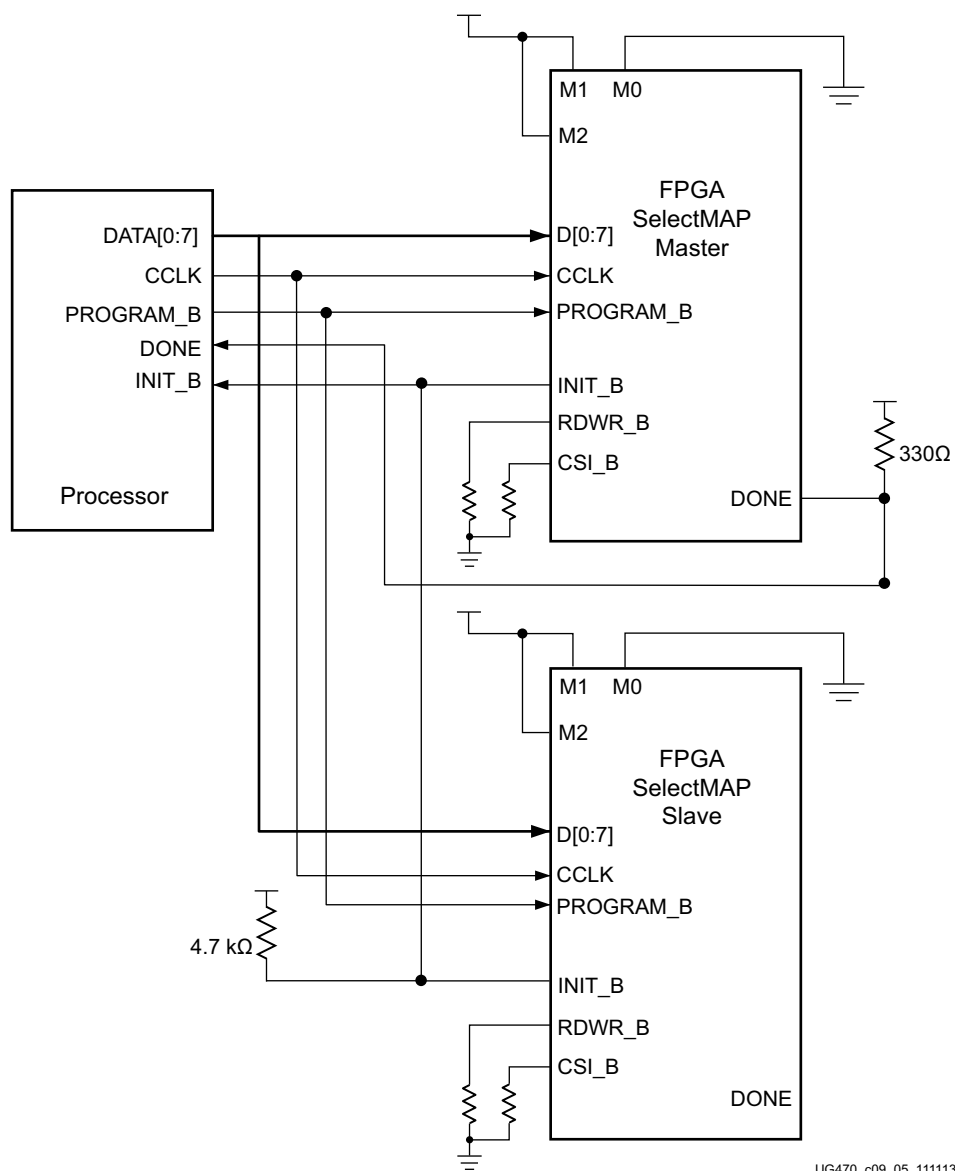 M1 M0
M2
FPGA
SelectMAP
Master
D[0:7]
CCLK
PROGRAM_B
INIT_B
RDWR_B
CSI_B
DONE
330Ω
DATA[0:7]
CCLK
PROGRAM_B
DONE
INIT_B
Processor
M1 M0
M2
FPGA
SelectMAP
Slave
D[0:7]
CCLK
PROGRAM_B
4.7 kΩ
INIT_B
RDWR_B
CSI_B
DONE
UG470_c09_05_111113